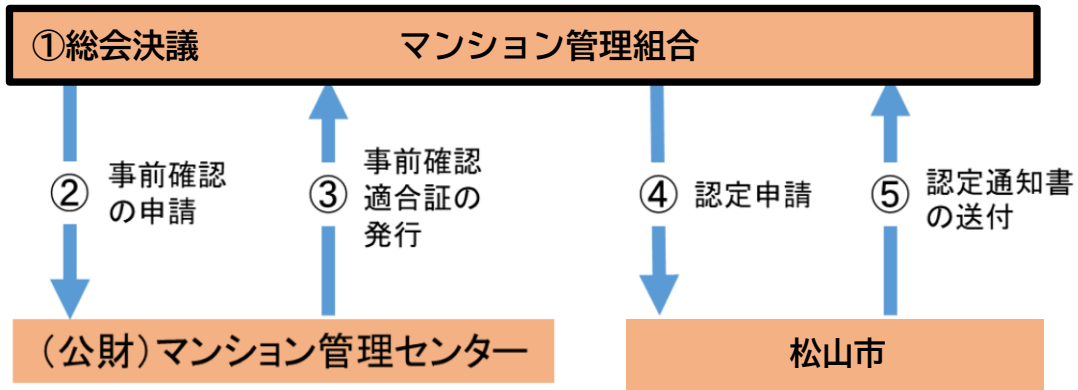 ①総会決議 マンション管理組合
② 事前確認
の申請
③ 事前確認
適合証の
発行
④ 認定申請
⑤ 認定通知書
の送付
（公財）マンション管理センター
松山市